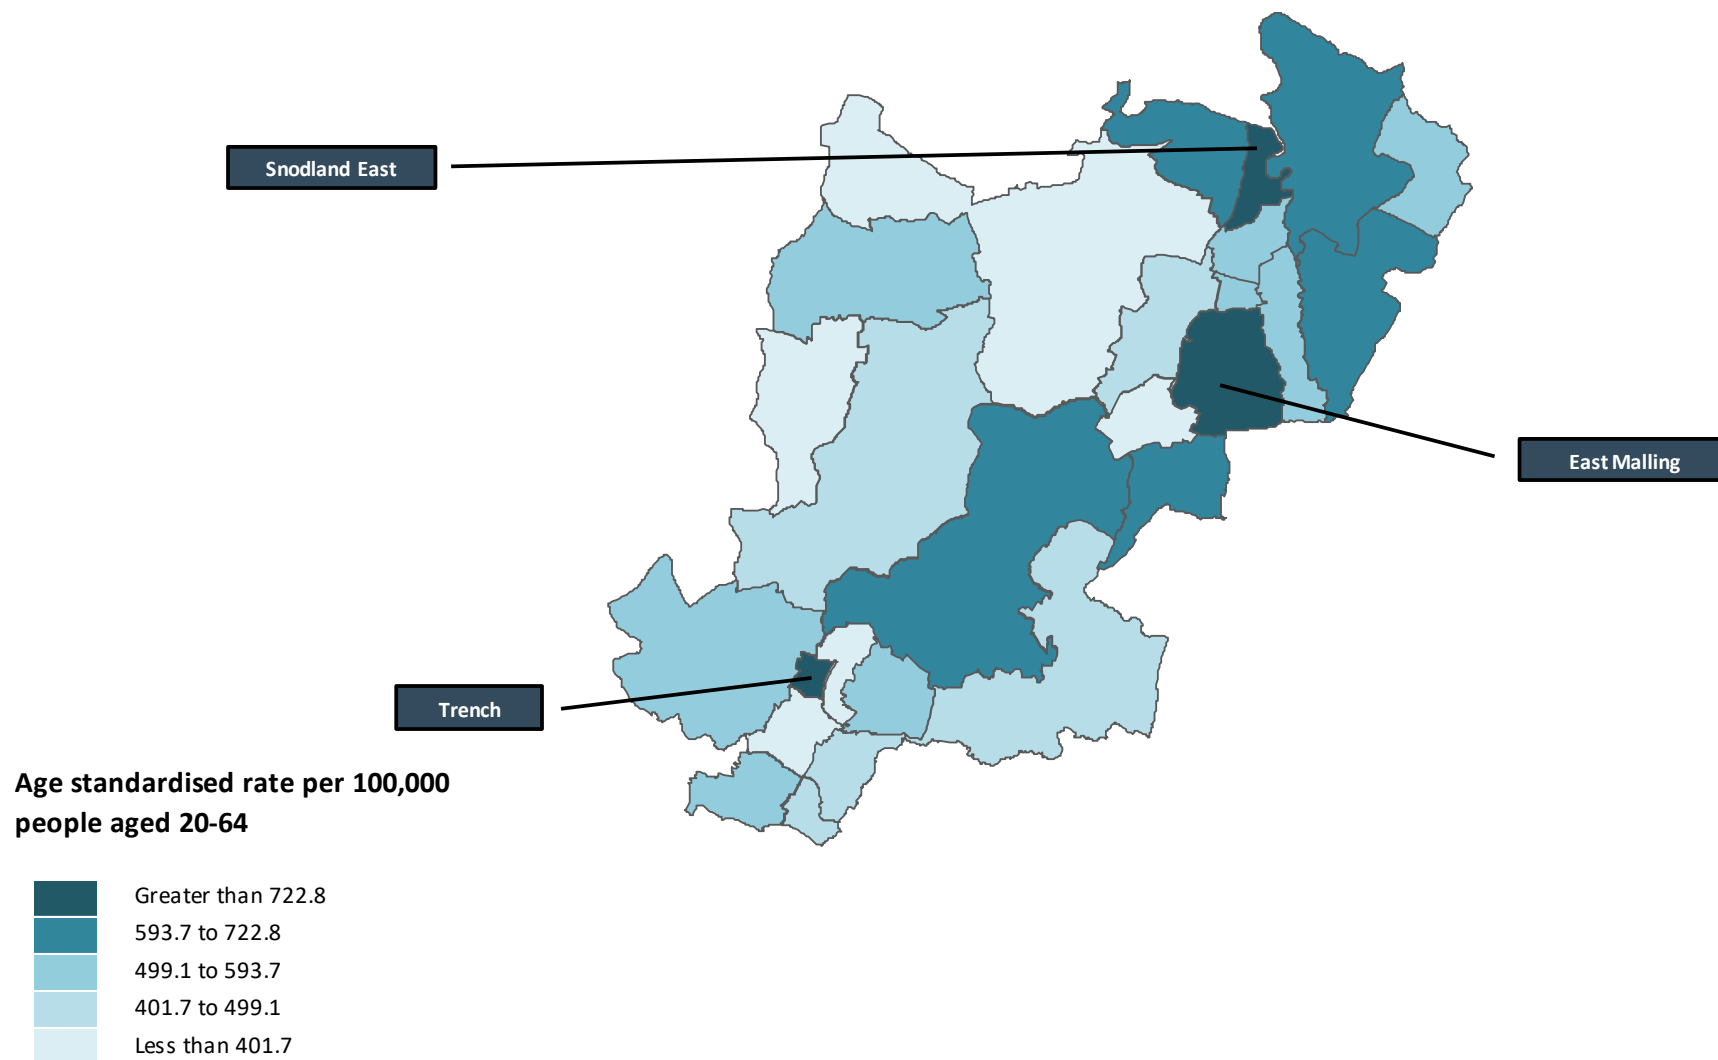 Snodland East
East Malling
Trench
Age standardised rate per 100,000
people aged 20-64
Greater than 722.8
593.7 to 722.8
499.1 to 593.7
401.7 to 499.1
Less than 401.7